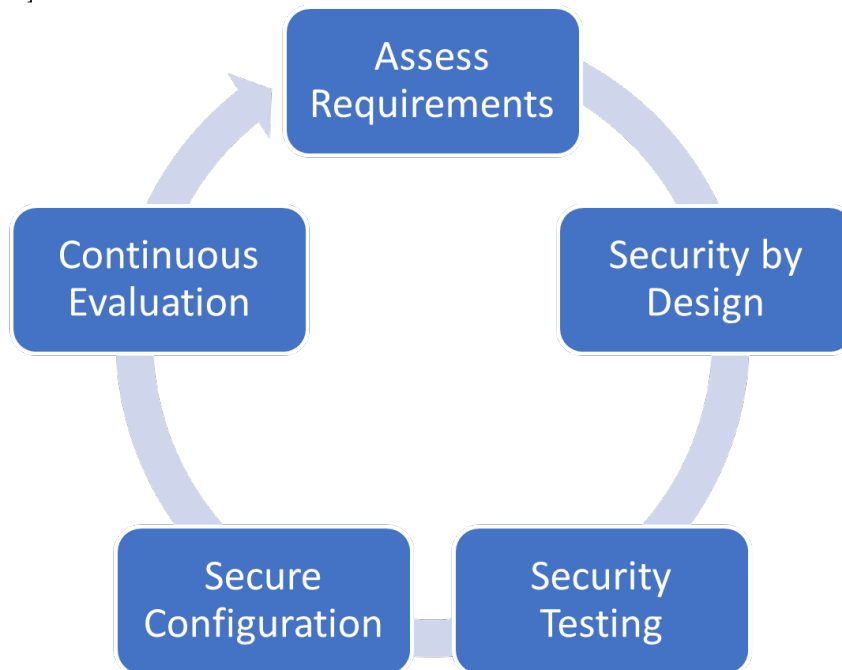 ]
Assess
Requirements
Security by
Design
Security
Testing
Secure
Configuration
Continuous
Evaluation